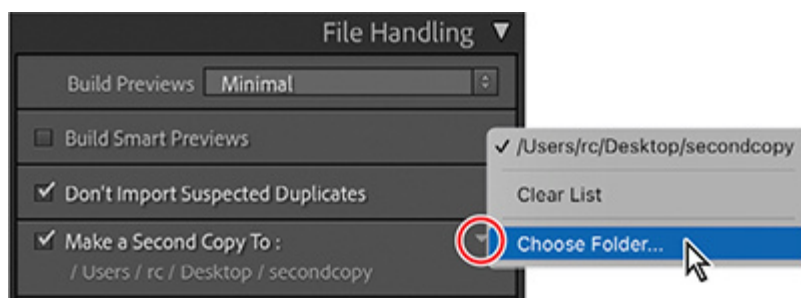 File Handling
Build Previews Minimal
Build Smart Previews
Don't Import Suspected Duplicates
Make a Second Copy To :
/ Users / rc / Desktop / secondcopy
/Users/rc/Desktop/secondcopy
Clear List
Choose Folder...